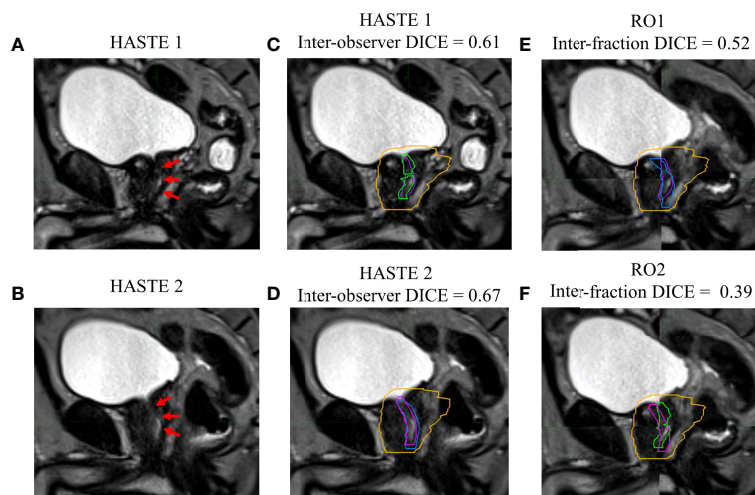 A
HASTE 1
C
HASTE 1
Inter-observer DICE = 0.61
E
RO1
Inter-fraction DICE = 0.52
B
HASTE 2
D
HASTE 2
Inter-observer DICE = 0.67
F
RO2
Inter-fraction DICE =  0.39